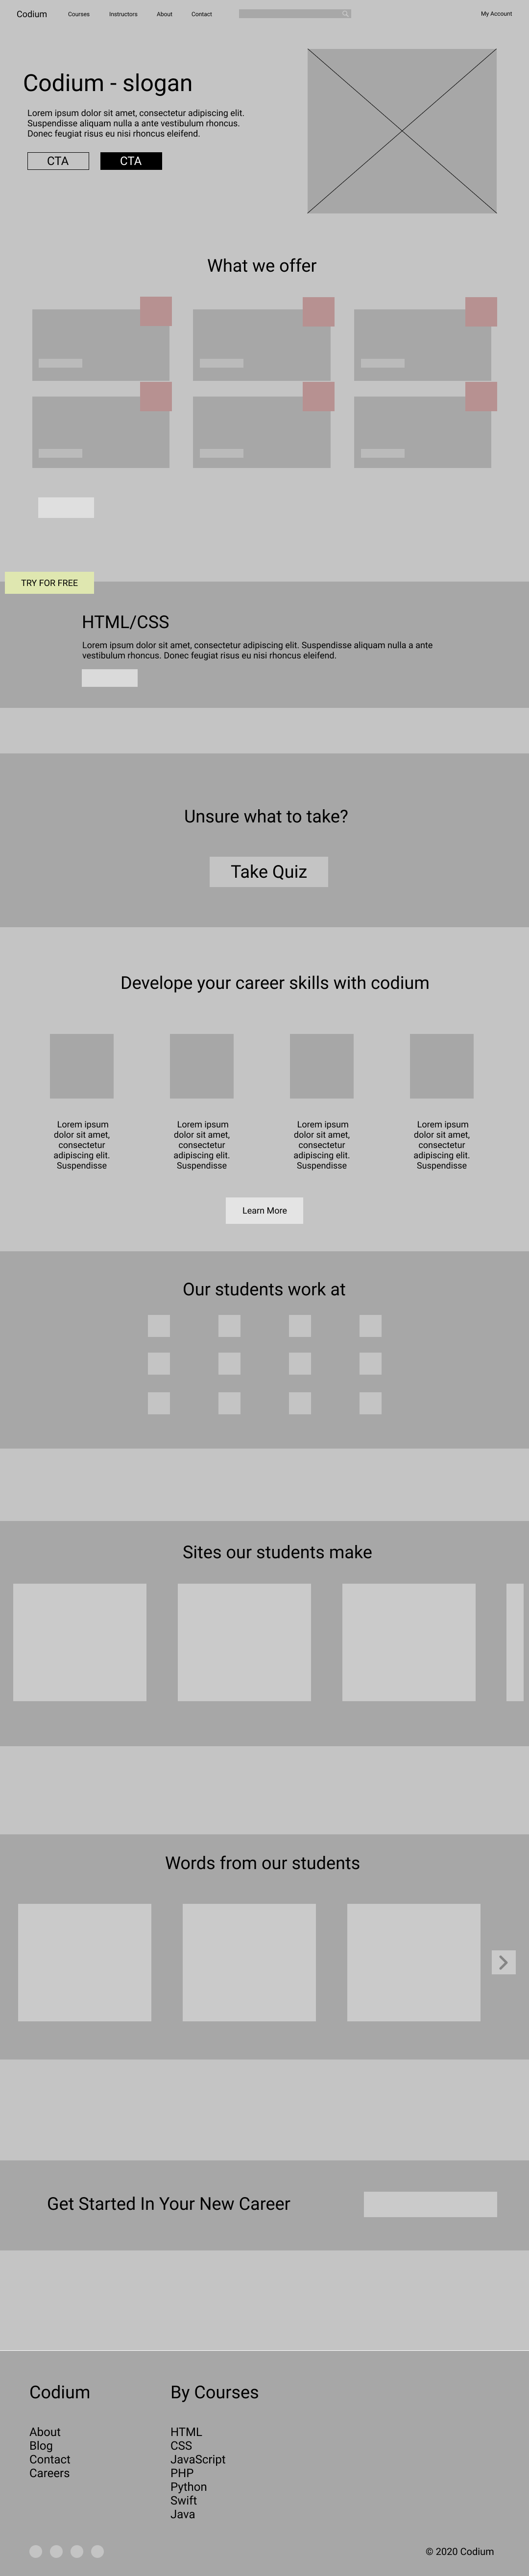 Codium
Courses
Instructors
About
Contact
My Account
Codium - slogan
Lorem ipsum dolor sit amet, consectetur adipiscing elit.
Suspendisse aliquam nulla a ante vestibulum rhoncus.
Donec feugiat risus eu nisi rhoncus eleifend.
CTA
CTA
What we offer
TRY FOR FREE
HTML/CSS
Lorem ipsum dolor sit amet, consectetur adipiscing elit. Suspendisse aliquam nulla a ante
vestibulum rhoncus. Donec feugiat risus eu nisi rhoncus eleifend.
Unsure what to take?
Take Quiz
Develope your career skills with codium
Lorem ipsum
dolor sit amet,
consectetur
adipiscing elit.
Suspendisse
Lorem ipsum
dolor sit amet,
consectetur
adipiscing elit.
Suspendisse
Lorem ipsum
dolor sit amet,
consectetur
adipiscing elit.
Suspendisse
Lorem ipsum
dolor sit amet,
consectetur
adipiscing elit.
Suspendisse
Learn More
Our students work at
Sites our students make
Words from our students
Get Started In Your New Career
Codium
About
Blog
Contact
Careers
By Courses
HTML
CSS
JavaScript
PHP
Python
Swift
Java
© 2020 Codium